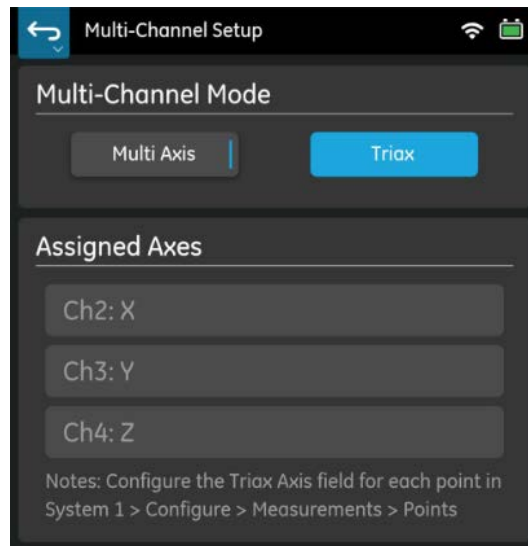 Multi-Channel Setup
Multi-Channel Mode
Multi Axis
Triax
Assigned Axes
Ch2: X
Ch3: Y
Ch4: Z
Notes: Configure the Triax Axis field for each point in
System 1 > Configure > Measurements > Points